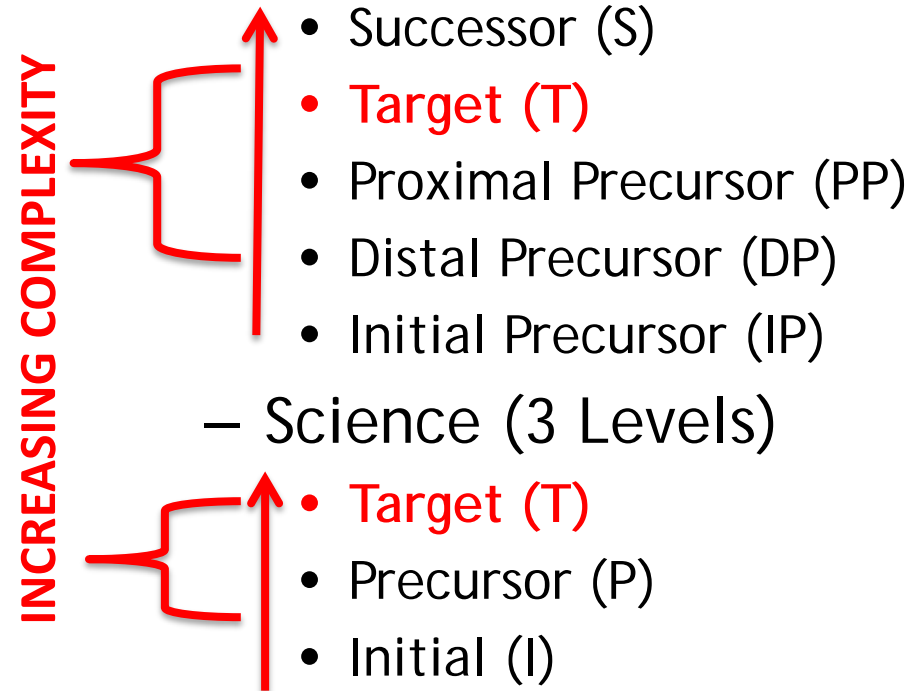 INCREASING COMPLEXITY
• Successor (S)
• Target (T)
• Proximal Precursor (PP)
• Distal Precursor (DP)
• Initial Precursor (IP)
– Science (3 Levels)
• Target (T)
• Precursor (P)
• Initial (I)